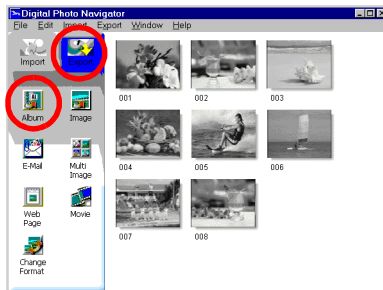 Digital Photo Navigator
File Edit Import Export Window Help
Import Export
001 002 003
Album Image
004 005 006
E-Mail Multi Image
Web Page Movie
007 008
Change Format